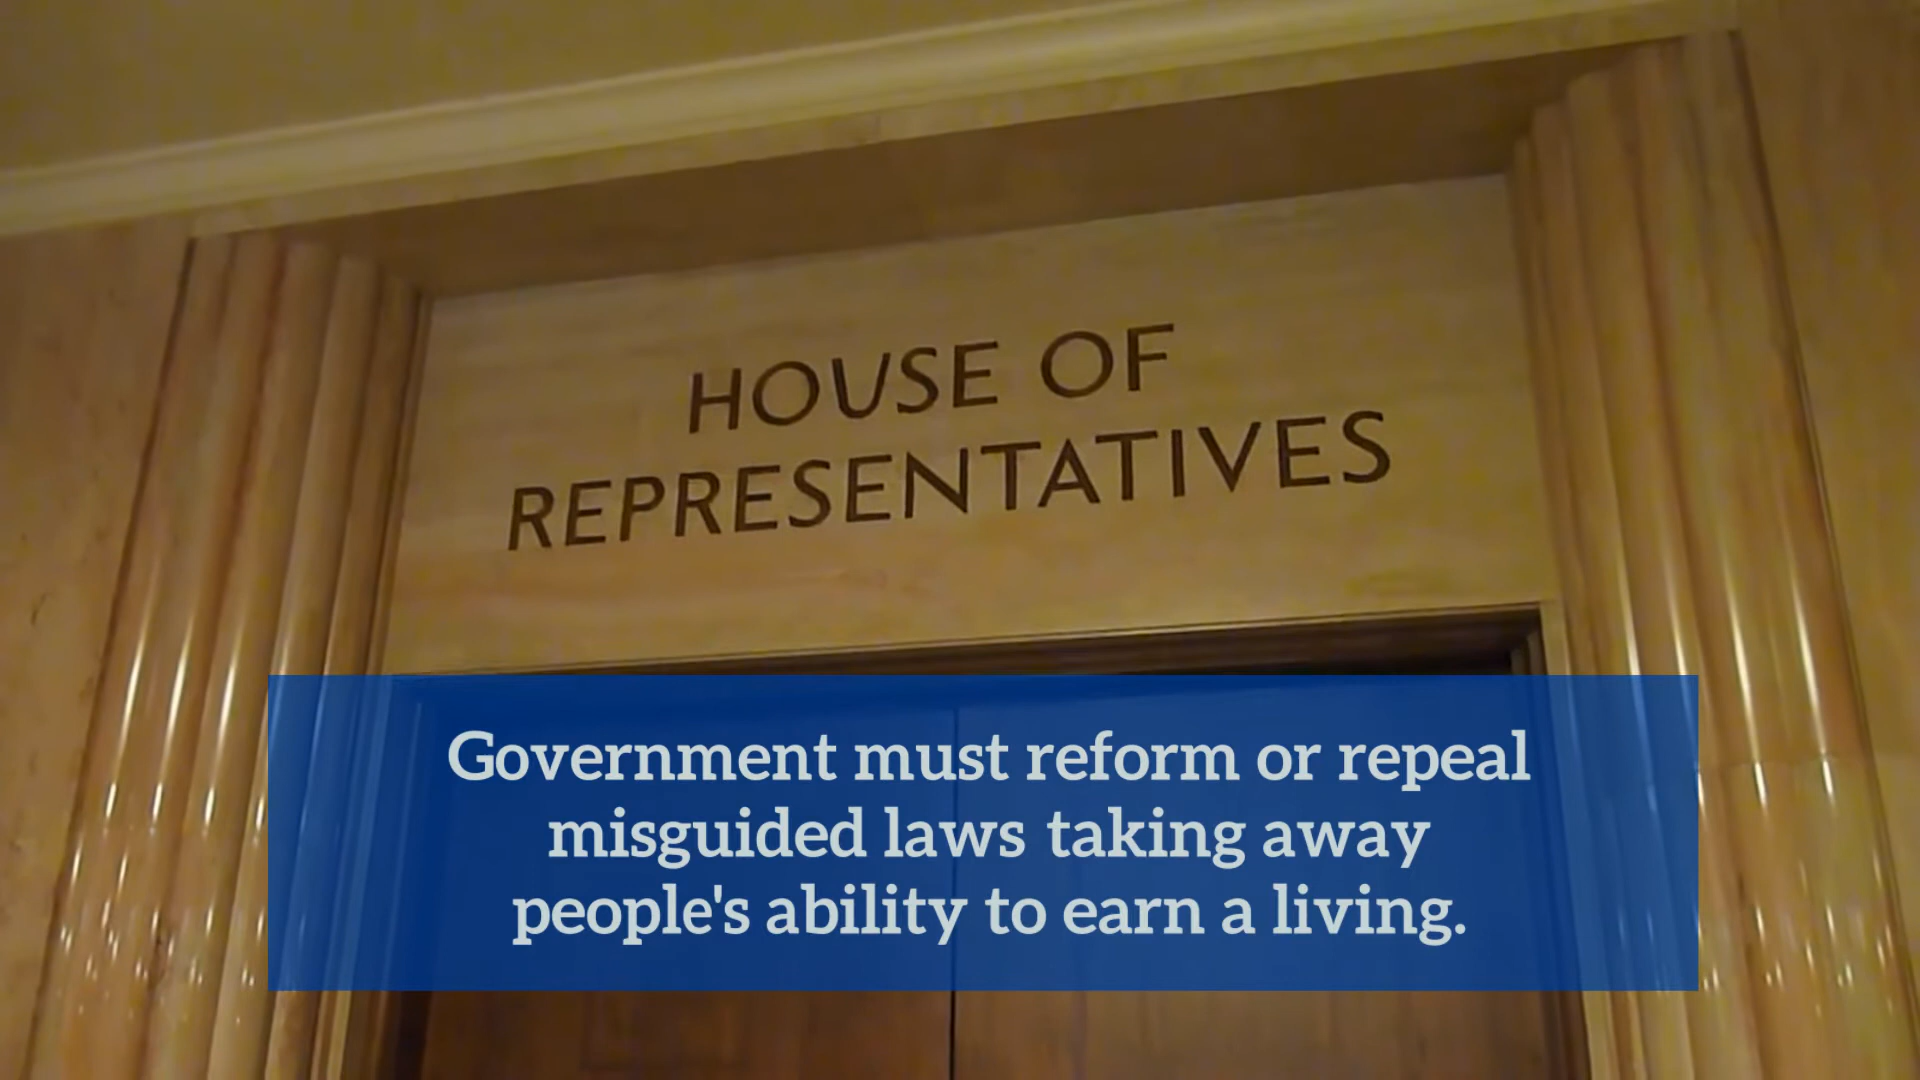 HOUSE OF
REPRESENTATIVES
Government must reform or repeal
misguided laws taking away
people's ability to earn a living.